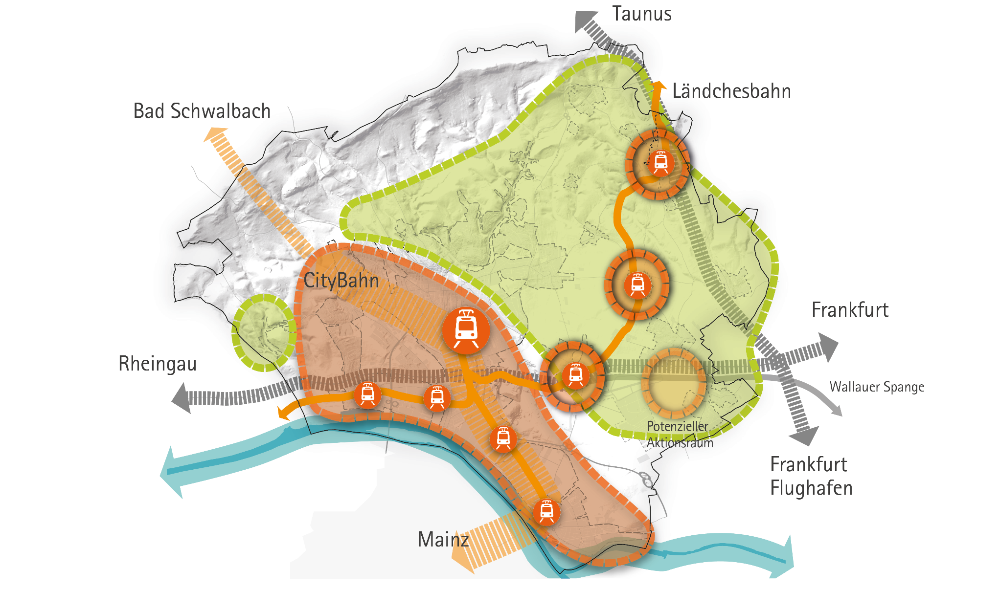 Taunus
Ländchesbahn
Bad Schwalbach
CityBahn
Frankfurt
Rheingau
Wallauer Spange
Potenzieller
Aktionsraum
Frankfurt
Flughafen
Mainz